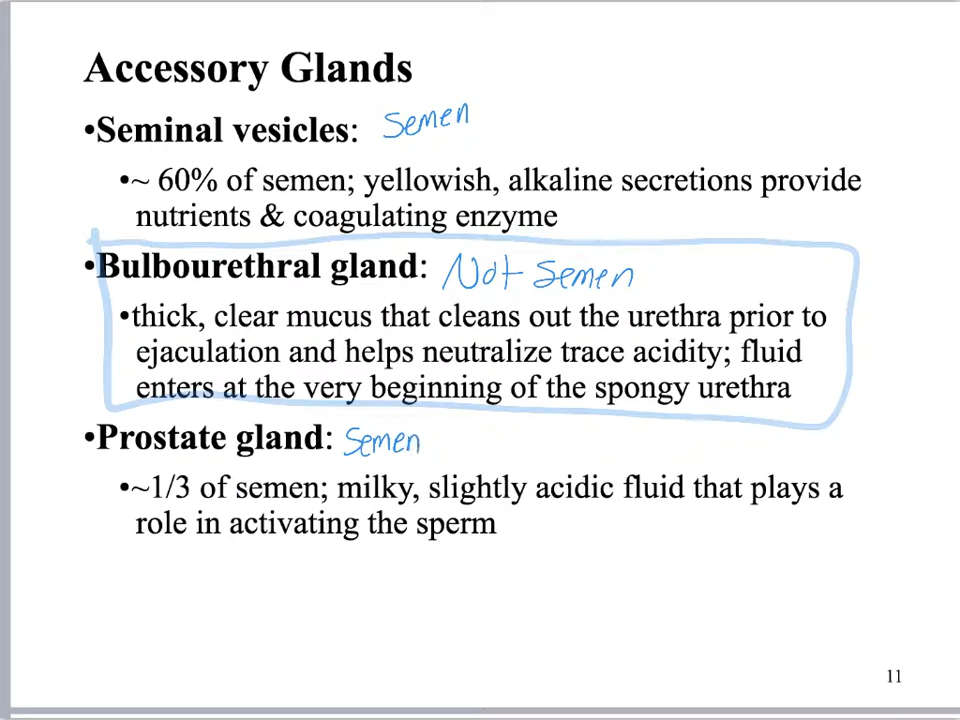 Accessory Glands
•Seminal vesicles: Semen
•~ 60% of semen; yellowish, alkaline secretions provide
nutrients & coagulating enzyme
•Bulbourethral gland: Not Semen
•thick, clear mucus that cleans out the urethra prior to
ejaculation and helps neutralize trace acidity; fluid
enters at the very beginning of the spongy urethra
•Prostate gland: Semen
•~1/3 of semen; milky, slightly acidic fluid that plays a
role in activating the sperm
11